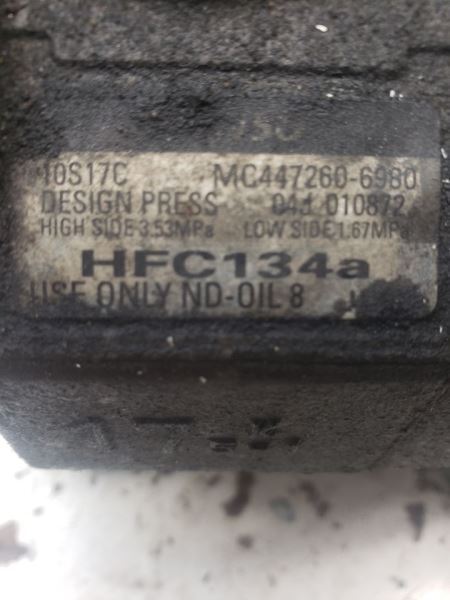 10S17C MC447260-6980
DESIGN PRESS 044 010872
HIGH SIDE 3.53MPa LOW SIDE 1.67MPa
HFC134a
USE ONLY ND-OIL 8